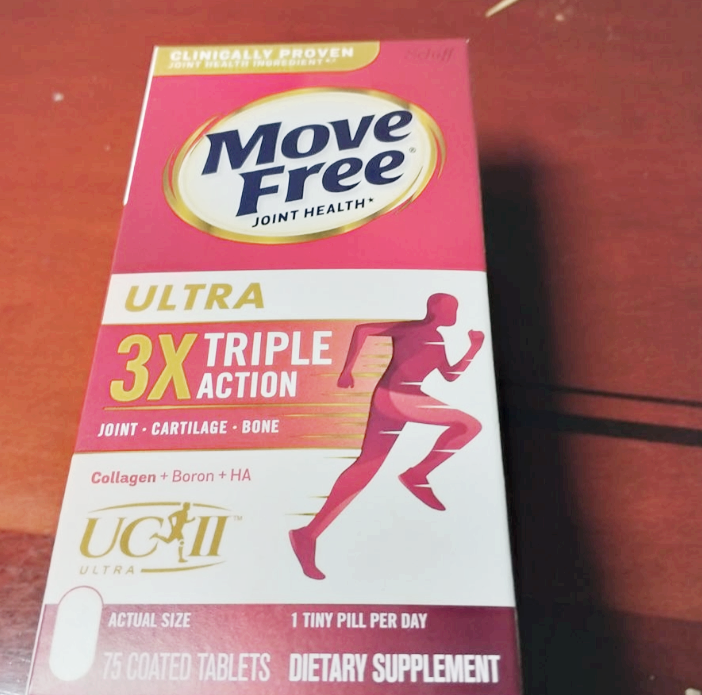 CLINICALLY PROVEN
JOINT HEALTH INGREDIENT*^
Schiff
Move
Free®
JOINT HEALTH*
ULTRA
3X TRIPLE
ACTION
JOINT · CARTILAGE · BONE
Collagen + Boron + HA
UC II™
ULTRA
ACTUAL SIZE
1 TINY PILL PER DAY
75 COATED TABLETS
DIETARY SUPPLEMENT